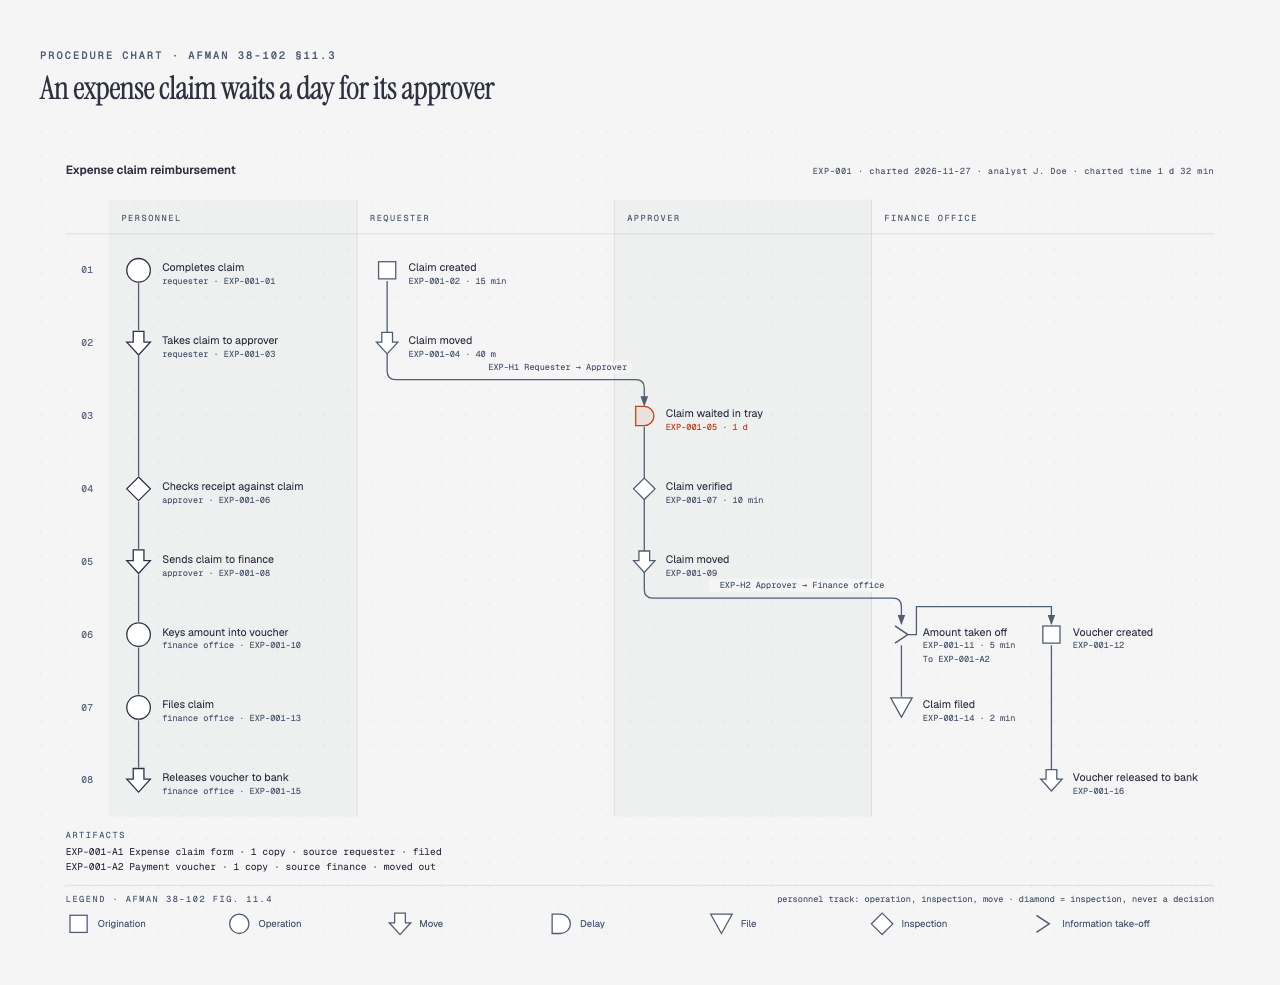 PROCEDURE CHART · AFMAN 38-102 §11.3
An expense claim waits a day for its approver
Expense claim reimbursement
EXP-001 · charted 2026-11-27 · analyst J. Doe · charted time 1 d 32 min
PERSONNEL
REQUESTER
APPROVER
FINANCE OFFICE
01
Completes claim
requester · EXP-001-01
Claim created
EXP-001-02 · 15 min
02
Takes claim to approver
requester · EXP-001-03
Claim moved
EXP-001-04 · 40 m
EXP-H1 Requester → Approver
03
Claim waited in tray
EXP-001-05 · 1 d
04
Checks receipt against claim
approver · EXP-001-06
Claim verified
EXP-001-07 · 10 min
05
Sends claim to finance
approver · EXP-001-08
Claim moved
EXP-001-09
EXP-H2 Approver → Finance office
06
Keys amount into voucher
finance office · EXP-001-10
Amount taken off
EXP-001-11 · 5 min
To EXP-001-A2
Voucher created
EXP-001-12
07
Files claim
finance office · EXP-001-13
Claim filed
EXP-001-14 · 2 min
08
Releases voucher to bank
finance office · EXP-001-15
Voucher released to bank
EXP-001-16
ARTIFACTS
EXP-001-A1 Expense claim form · 1 copy · source requester · filed
EXP-001-A2 Payment voucher · 1 copy · source finance · moved out
LEGEND · AFMAN 38-102 FIG. 11.4
personnel track: operation, inspection, move · diamond = inspection, never a decision
Origination
Operation
Move
Delay
File
Inspection
Information take-off